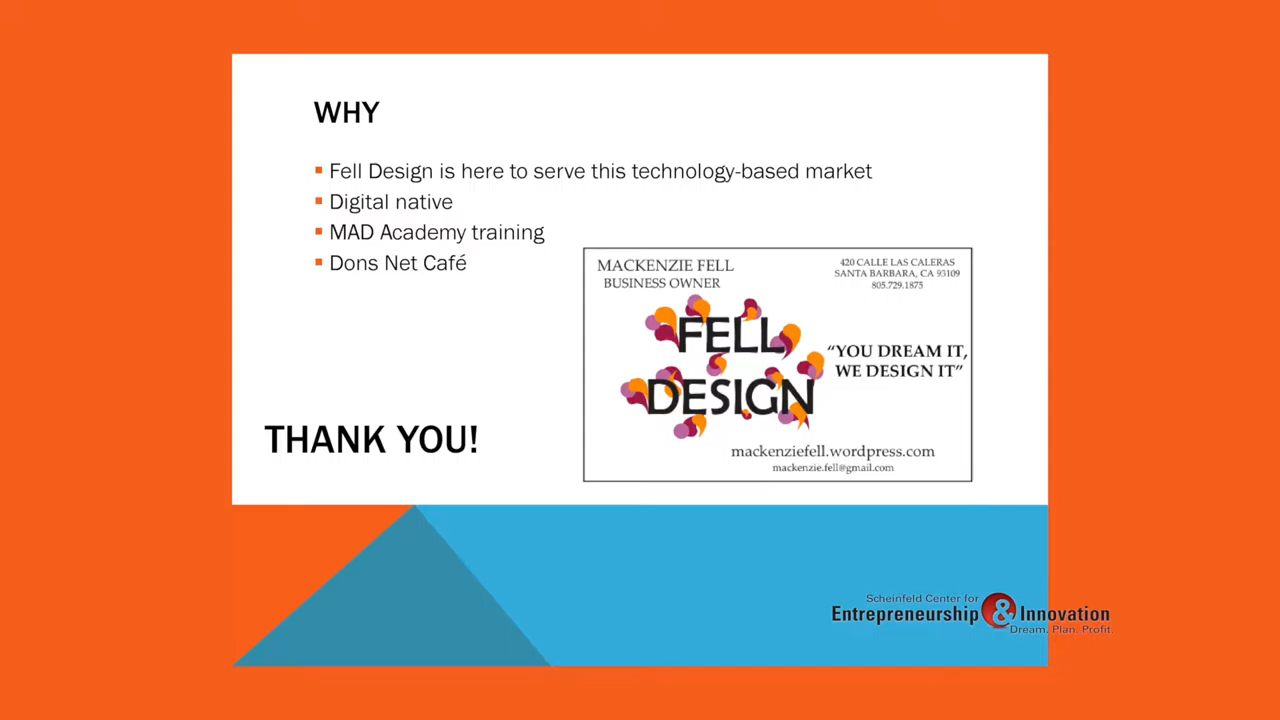 WHY
Fell Design is here to serve this technology-based market
Digital native
MAD Academy training
Dons Net Café
MACKENZIE FELL
BUSINESS OWNER
420 CALLE LAS CALERAS
SANTA BARBARA, CA 93109
805.729.1875
FELL
DESIGN
“YOU DREAM IT,
WE DESIGN IT”
mackenziefell.wordpress.com
mackenzie.fell@gmail.com
THANK YOU!
Scheinfeld Center for
Entrepreneurship & Innovation
Dream. Plan. Profit.